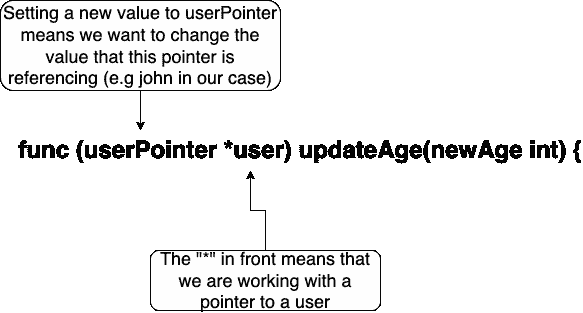 Setting a new value to userPointer
means we want to change the
value that this pointer is
referencing (e.g john in our case)
func (userPointer *user) updateAge(newAge int) {
The "*" in front means that
we are working with a
pointer to a user